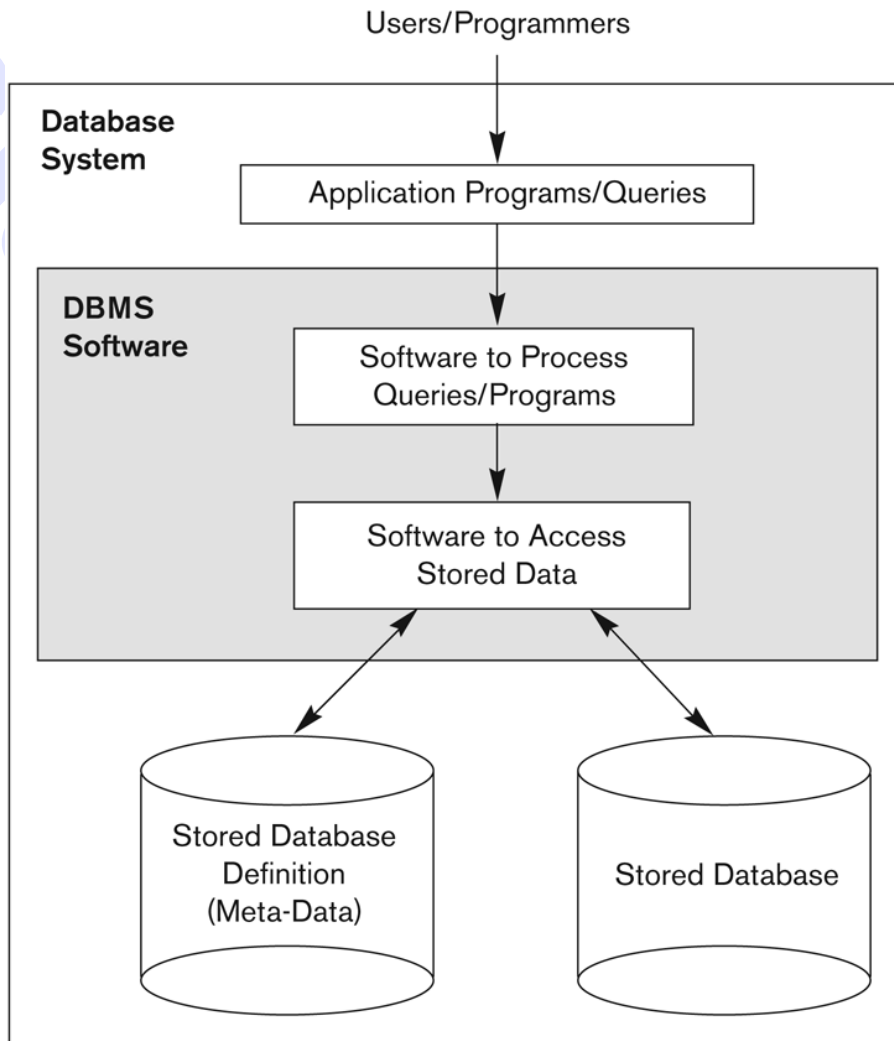 Users/Programmers
Database
System
Application Programs/Queries
DBMS
Software
Software to Process
Queries/Programs
Software to Access
Stored Data
Stored Database
Definition
(Meta-Data)
Stored Database